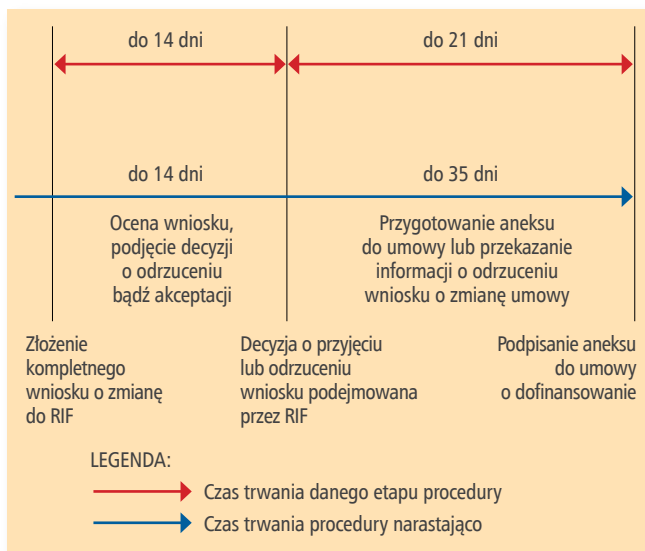 do 14 dni
do 21 dni
do 14 dni
do 35 dni
Ocena wniosku,
podjęcie decyzji
o odrzuceniu
bądź akceptacji
Przygotowanie aneksu
do umowy lub przekazanie
informacji o odrzuceniu
wniosku o zmianę umowy
Złożenie
kompletnego
wniosku o zmianę
do RIF
Decyzja o przyjęciu
lub odrzuceniu
wniosku podejmowana
przez RIF
Podpisanie aneksu
do umowy
o dofinansowanie
LEGENDA:
Czas trwania danego etapu procedury
Czas trwania procedury narastająco